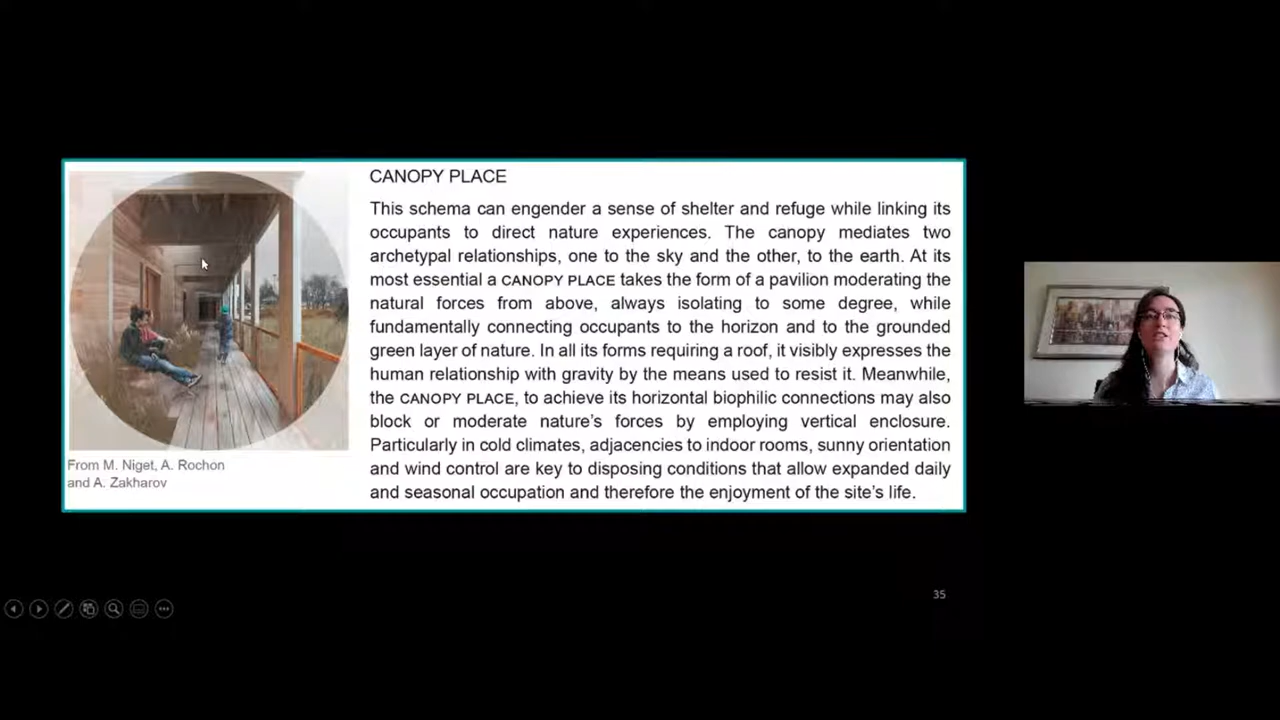 CANOPY PLACE
This schema can engender a sense of shelter and refuge while linking its
occupants to direct nature experiences. The canopy mediates two
archetypal relationships, one to the sky and the other, to the earth. At its
most essential a CANOPY PLACE takes the form of a pavilion moderating the
natural forces from above, always isolating to some degree, while
fundamentally connecting occupants to the horizon and to the grounded
green layer of nature. In all its forms requiring a roof, it visibly expresses the
human relationship with gravity by the means used to resist it. Meanwhile,
the CANOPY PLACE, to achieve its horizontal biophilic connections may also
block or moderate nature's forces by employing vertical enclosure.
Particularly in cold climates, adjacencies to indoor rooms, sunny orientation
and wind control are key to disposing conditions that allow expanded daily
and seasonal occupation and therefore the enjoyment of the site's life.
From M. Niget, A. Rochon
and A. Zakharov
35